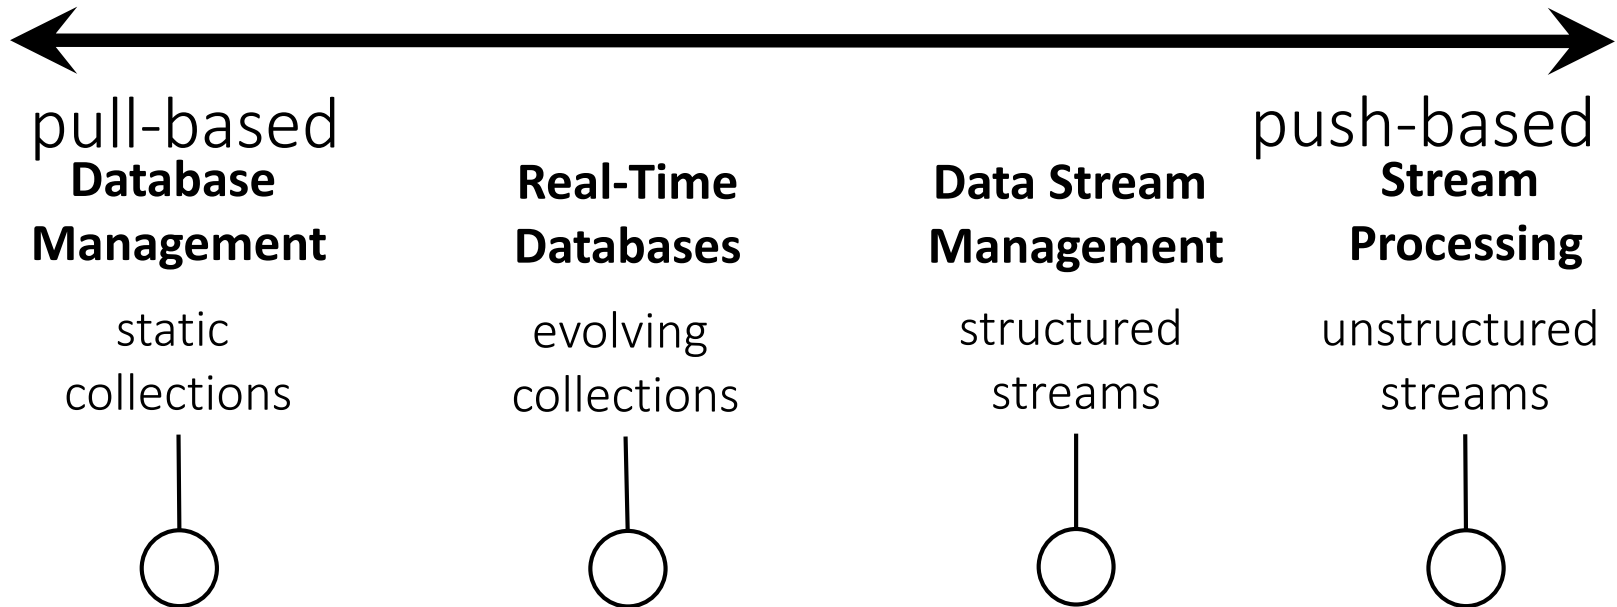 pull-based
push-based
Database
Management
Real-Time
Databases
Data Stream
Management
Stream
Processing
static
collections
evolving
collections
structured
streams
unstructured
streams